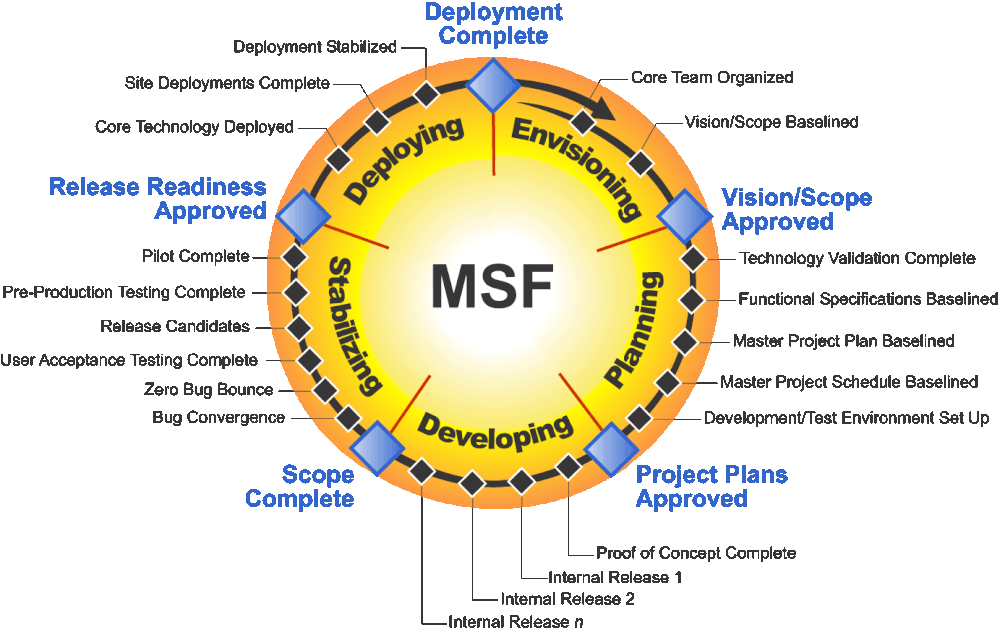 Deployment
Complete
Deployment Stabilized
Site Deployments Complete
Core Technology Deployed
Core Team Organized
Vision/Scope Baselined
Deploying
Envisioning
Release Readiness
Approved
Vision/Scope
Approved
Pilot Complete
Pre-Production Testing Complete
Release Candidates
User Acceptance Testing Complete
Zero Bug Bounce
Bug Convergence
Stabilizing
MSF
Planning
Technology Validation Complete
Functional Specifications Baselined
Master Project Plan Baselined
Master Project Schedule Baselined
Development/Test Environment Set Up
Developing
Scope
Complete
Project Plans
Approved
Proof of Concept Complete
Internal Release 1
Internal Release 2
Internal Release n